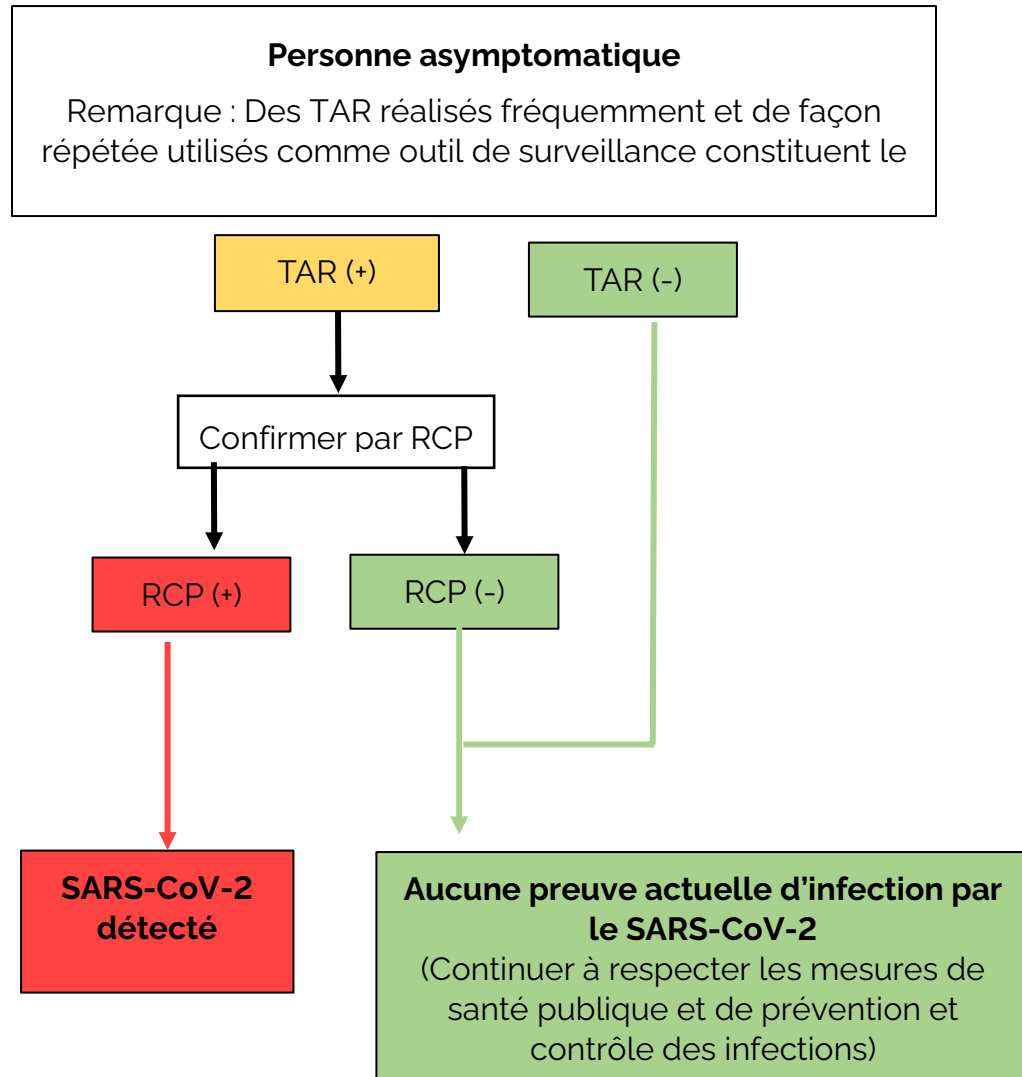 Personne asymptomatique
Remarque : Des TAR réalisés fréquemment et de façon
répétée utilisés comme outil de surveillance constituent le
TAR (+)
TAR (-)
Confirmer par RCP
RCP (+)
RCP (-)
SARS-CoV-2
détecté
Aucune preuve actuelle d’infection par
le SARS-CoV-2
(Continuer à respecter les mesures de
santé publique et de prévention et
contrôle des infections)